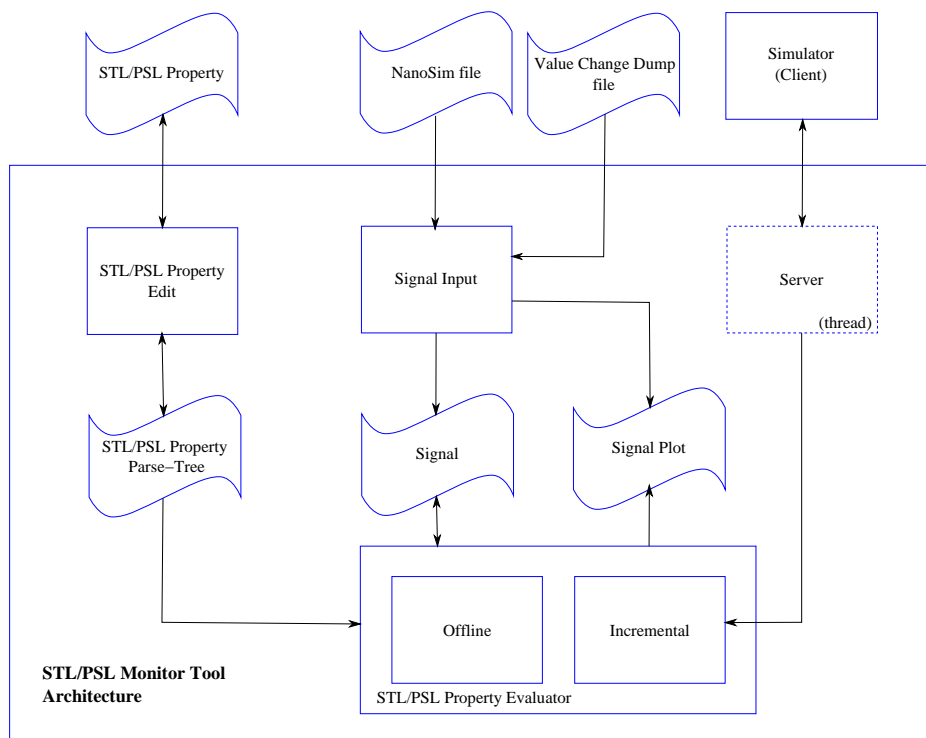 STL/PSL Property
NanoSim file
Value Change Dump
file
Simulator
(Client)
STL/PSL Property
Edit
Signal Input
Server
(thread)
STL/PSL Property
Parse−Tree
Signal
Signal Plot
Offline
Incremental
STL/PSL Property Evaluator
STL/PSL Monitor Tool
Architecture